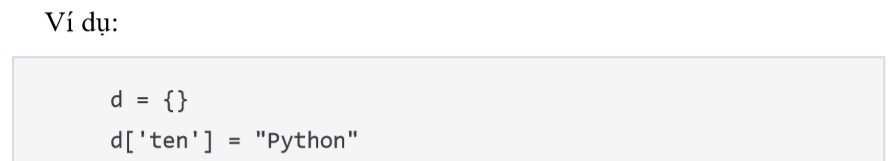 Ví dụ:
d = {}
d['ten'] = "Python"